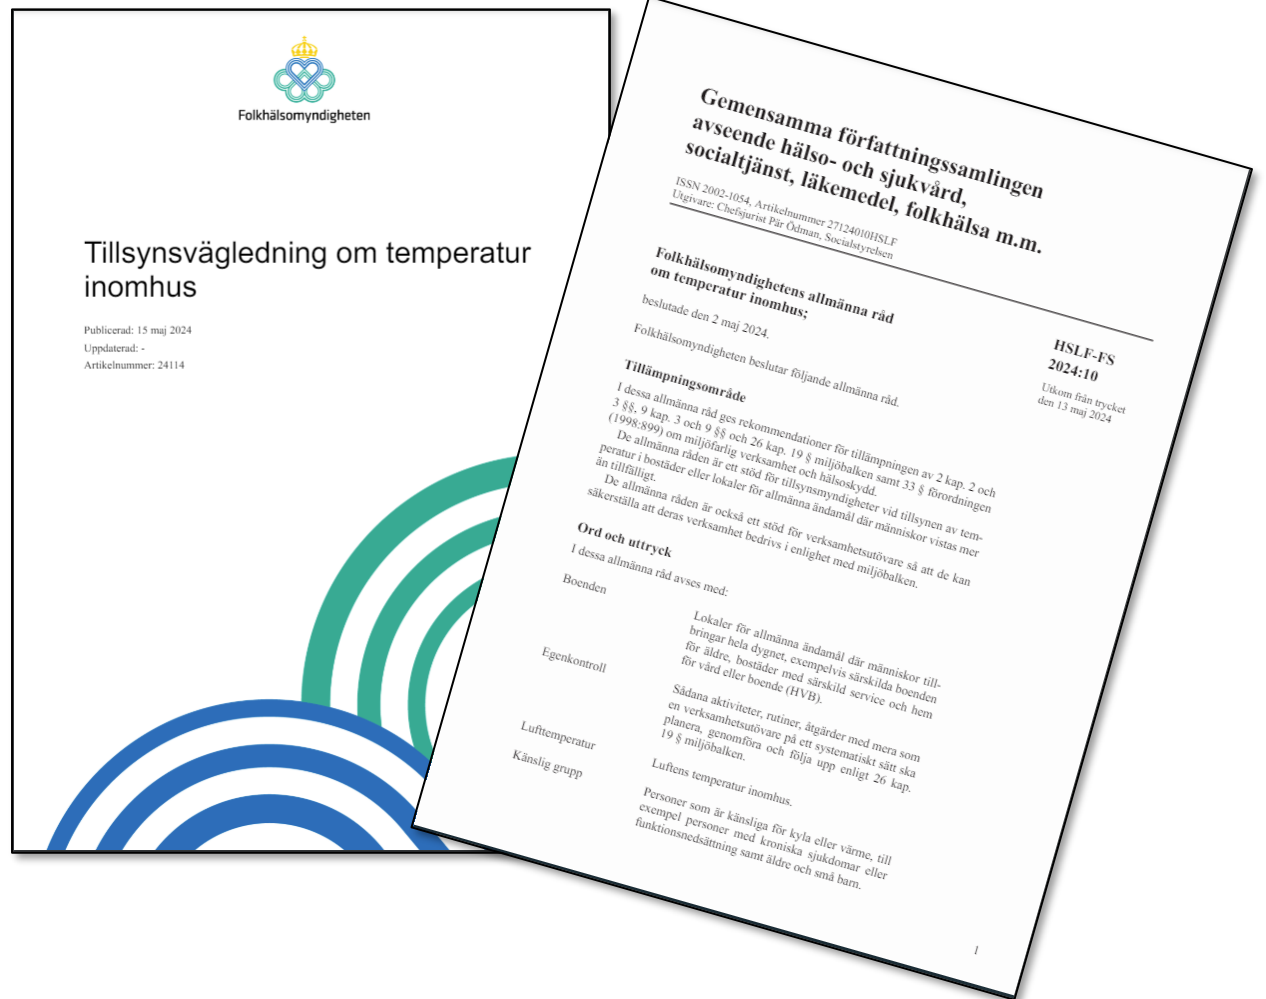 Folkhälsomyndigheten
Tillsynsvägledning om temperatur
inomhus
Publicerad: 15 maj 2024
Uppdaterad: -
Artikelnummer: 24114
Gemensamma författningssamlingen
avseende hälso- och sjukvård,
socialtjänst, läkemedel, folkhälsa m.m.
ISSN 2002-1054, Artikelnummer 27124010HSLF
Utgivare: Chefsjurist Pär Ödman, Socialstyrelsen
Folkhälsomyndighetens allmänna råd
om temperatur inomhus;
HSLF-FS
2024:10
Utkom från trycket
den 13 maj 2024
beslutade den 2 maj 2024.
Folkhälsomyndigheten beslutar följande allmänna råd.
Tillämpningsområde
I dessa allmänna råd ges rekommendationer för tillämpningen av 2 kap. 2 och
3 §§, 9 kap. 3 och 9 §§ och 26 kap. 19 § miljöbalken samt 33 § förordningen
(1998:899) om miljöfarlig verksamhet och hälsoskydd.
De allmänna råden är ett stöd för tillsynsmyndigheter vid tillsynen av tem-
peratur i bostäder eller lokaler för allmänna ändamål där människor vistas mer
än tillfälligt.
De allmänna råden är också ett stöd för verksamhetsutövare så att de kan
säkerställa att deras verksamhet bedrivs i enlighet med miljöbalken.
Ord och uttryck
I dessa allmänna råd avses med:
Boenden
Lokaler för allmänna ändamål där människor till-
bringar hela dygnet, exempelvis särskilda boenden
för äldre, bostäder med särskild service och hem
för vård eller boende (HVB).
Egenkontroll
Sådana aktiviteter, rutiner, åtgärder med mera som
en verksamhetsutövare på ett systematiskt sätt ska
planera, genomföra och följa upp enligt 26 kap.
19 § miljöbalken.
Lufttemperatur
Luftens temperatur inomhus.
Känslig grupp
Personer som är känsliga för kyla eller värme, till
exempel personer med kroniska sjukdomar eller
funktionsnedsättning samt äldre och små barn.
1